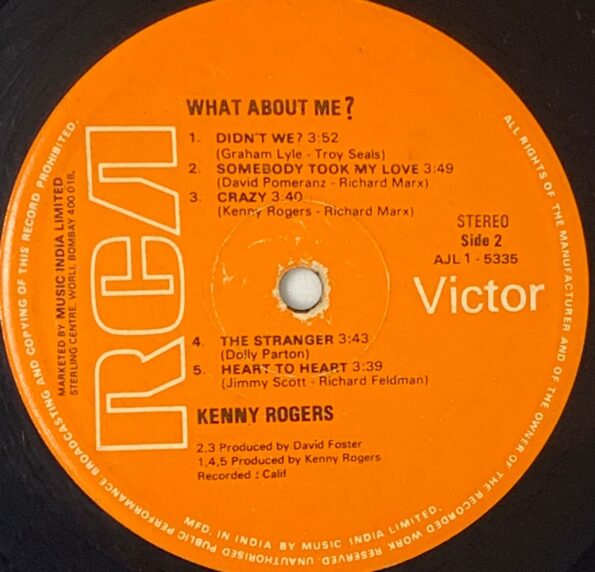 WHAT ABOUT ME?
1. DIDN'T WE? 3:52
(Graham Lyle - Troy Seals)
2. SOMEBODY TOOK MY LOVE 3:49
(David Pomeranz - Richard Marx)
3. CRAZY 3:40
(Kenny Rogers - Richard Marx)
STEREO
Side 2
AJL 1 - 5335
RCA
Victor
4. THE STRANGER 3:43
(Dolly Parton)
5. HEART TO HEART 3:39
(Jimmy Scott - Richard Feldman)
KENNY ROGERS
2,3 Produced by David Foster
1,4,5 Produced by Kenny Rogers
Recorded : Calif
MARKETED BY MUSIC INDIA LIMITED
STERLING CENTRE, WORLI, BOMBAY 400 018.
MFD. IN INDIA BY MUSIC INDIA LIMITED.
ALL RIGHTS OF THE MANUFACTURER AND OF THE OWNER OF THE RECORDED WORK RESERVED. UNAUTHORISED PUBLIC PERFORMANCE BROADCASTING AND COPYING OF THIS RECORD PROHIBITED.